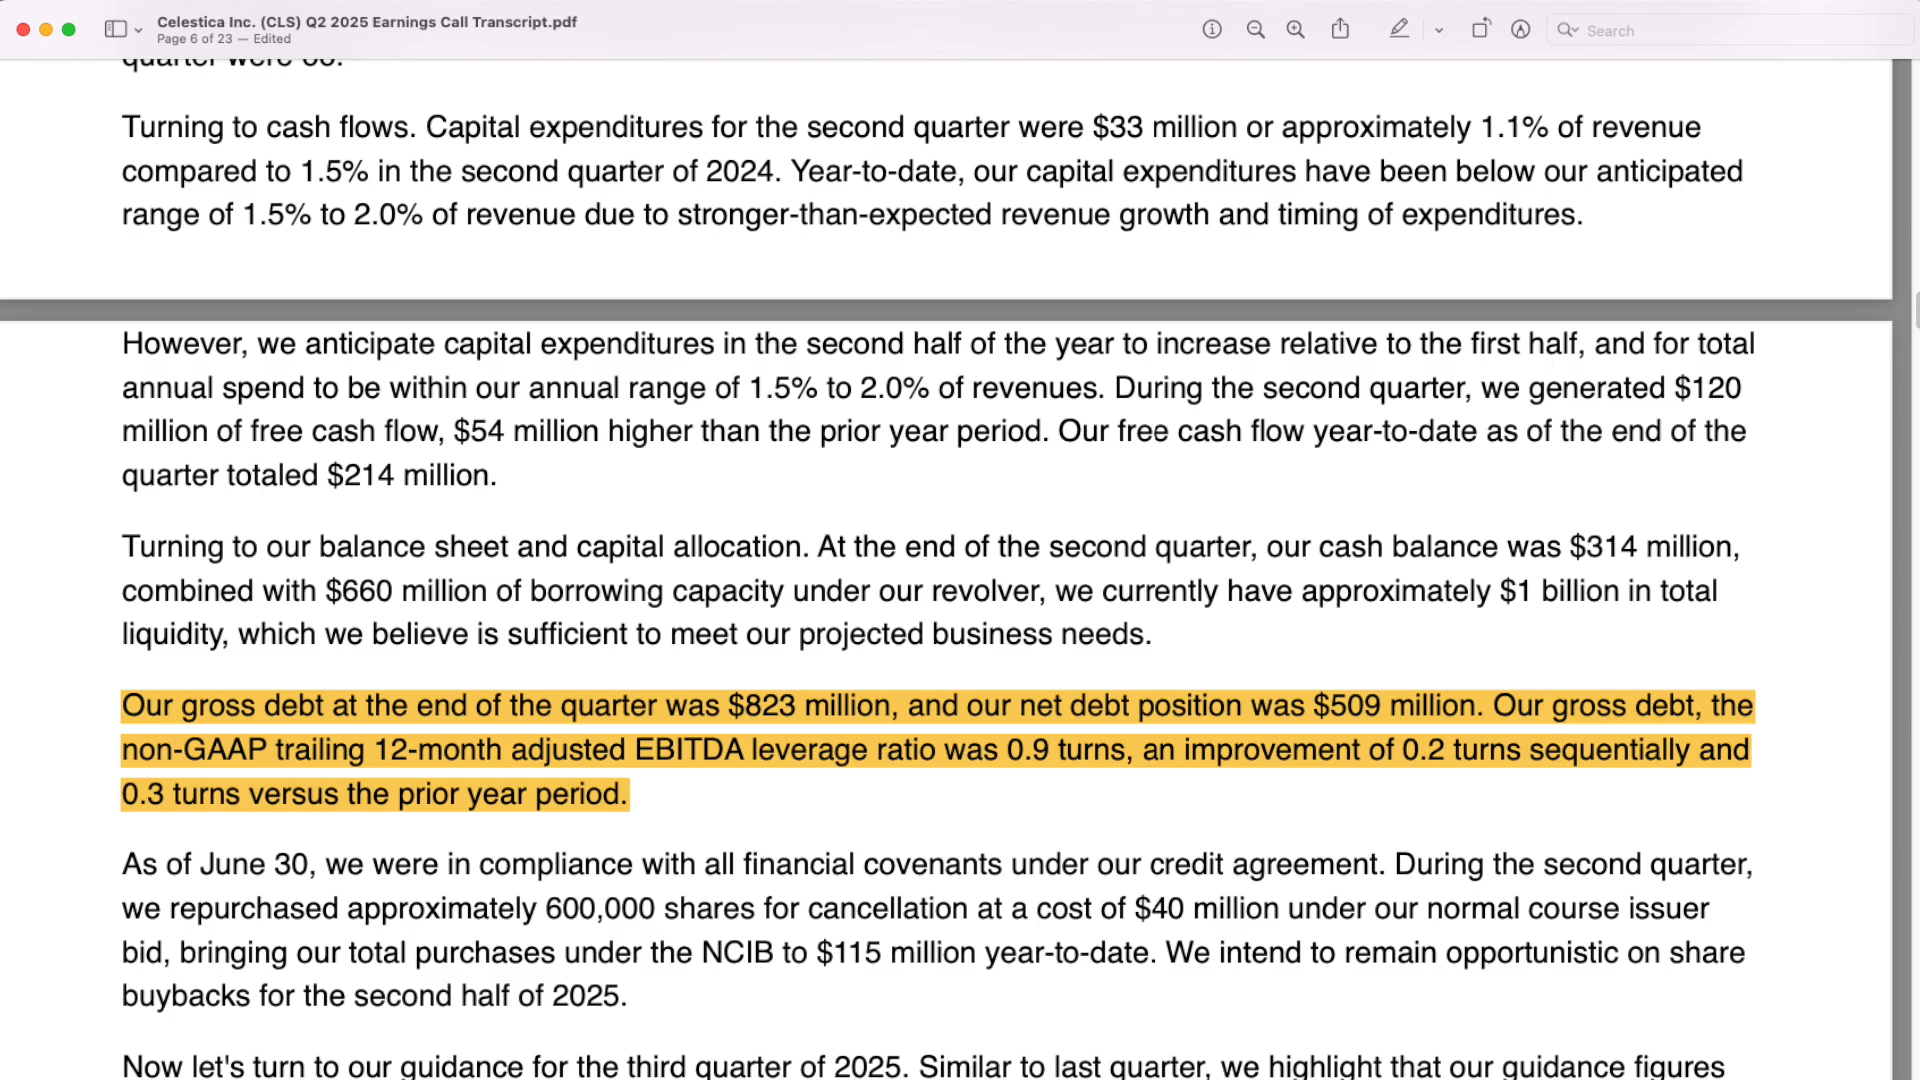 Celestica Inc. (CLS) Q2 2025 Earnings Call Transcript.pdf
Page 6 of 23 — Edited
Search
quarter were 66.
Turning to cash flows. Capital expenditures for the second quarter were $33 million or approximately 1.1% of revenue
compared to 1.5% in the second quarter of 2024. Year-to-date, our capital expenditures have been below our anticipated
range of 1.5% to 2.0% of revenue due to stronger-than-expected revenue growth and timing of expenditures.
However, we anticipate capital expenditures in the second half of the year to increase relative to the first half, and for total
annual spend to be within our annual range of 1.5% to 2.0% of revenues. During the second quarter, we generated $120
million of free cash flow, $54 million higher than the prior year period. Our free cash flow year-to-date as of the end of the
quarter totaled $214 million.
Turning to our balance sheet and capital allocation. At the end of the second quarter, our cash balance was $314 million,
combined with $660 million of borrowing capacity under our revolver, we currently have approximately $1 billion in total
liquidity, which we believe is sufficient to meet our projected business needs.
Our gross debt at the end of the quarter was $823 million, and our net debt position was $509 million. Our gross debt, the
non-GAAP trailing 12-month adjusted EBITDA leverage ratio was 0.9 turns, an improvement of 0.2 turns sequentially and
0.3 turns versus the prior year period.
As of June 30, we were in compliance with all financial covenants under our credit agreement. During the second quarter,
we repurchased approximately 600,000 shares for cancellation at a cost of $40 million under our normal course issuer
bid, bringing our total purchases under the NCIB to $115 million year-to-date. We intend to remain opportunistic on share
buybacks for the second half of 2025.
Now let's turn to our guidance for the third quarter of 2025. Similar to last quarter, we highlight that our guidance figures